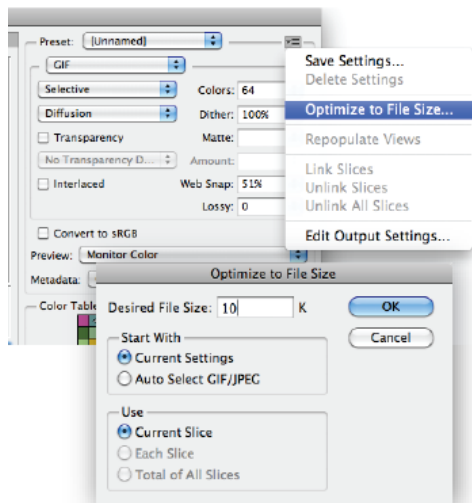 Preset: [Unnamed]
GIF
Selective Colors: 64
Diffusion Dither: 100%
Transparency Matte:
No Transparency D... Amount:
Interlaced Web Snap: 51%
Lossy: 0
Convert to sRGB
Preview: Monitor Color
Metadata:
Color Table
Save Settings...
Delete Settings
Optimize to File Size...
Repopulate Views
Link Slices
Unlink Slices
Unlink All Slices
Edit Output Settings...
Optimize to File Size
Desired File Size: 10 K
OK
Cancel
Start With
Current Settings
Auto Select GIF/JPEG
Use
Current Slice
Each Slice
Total of All Slices